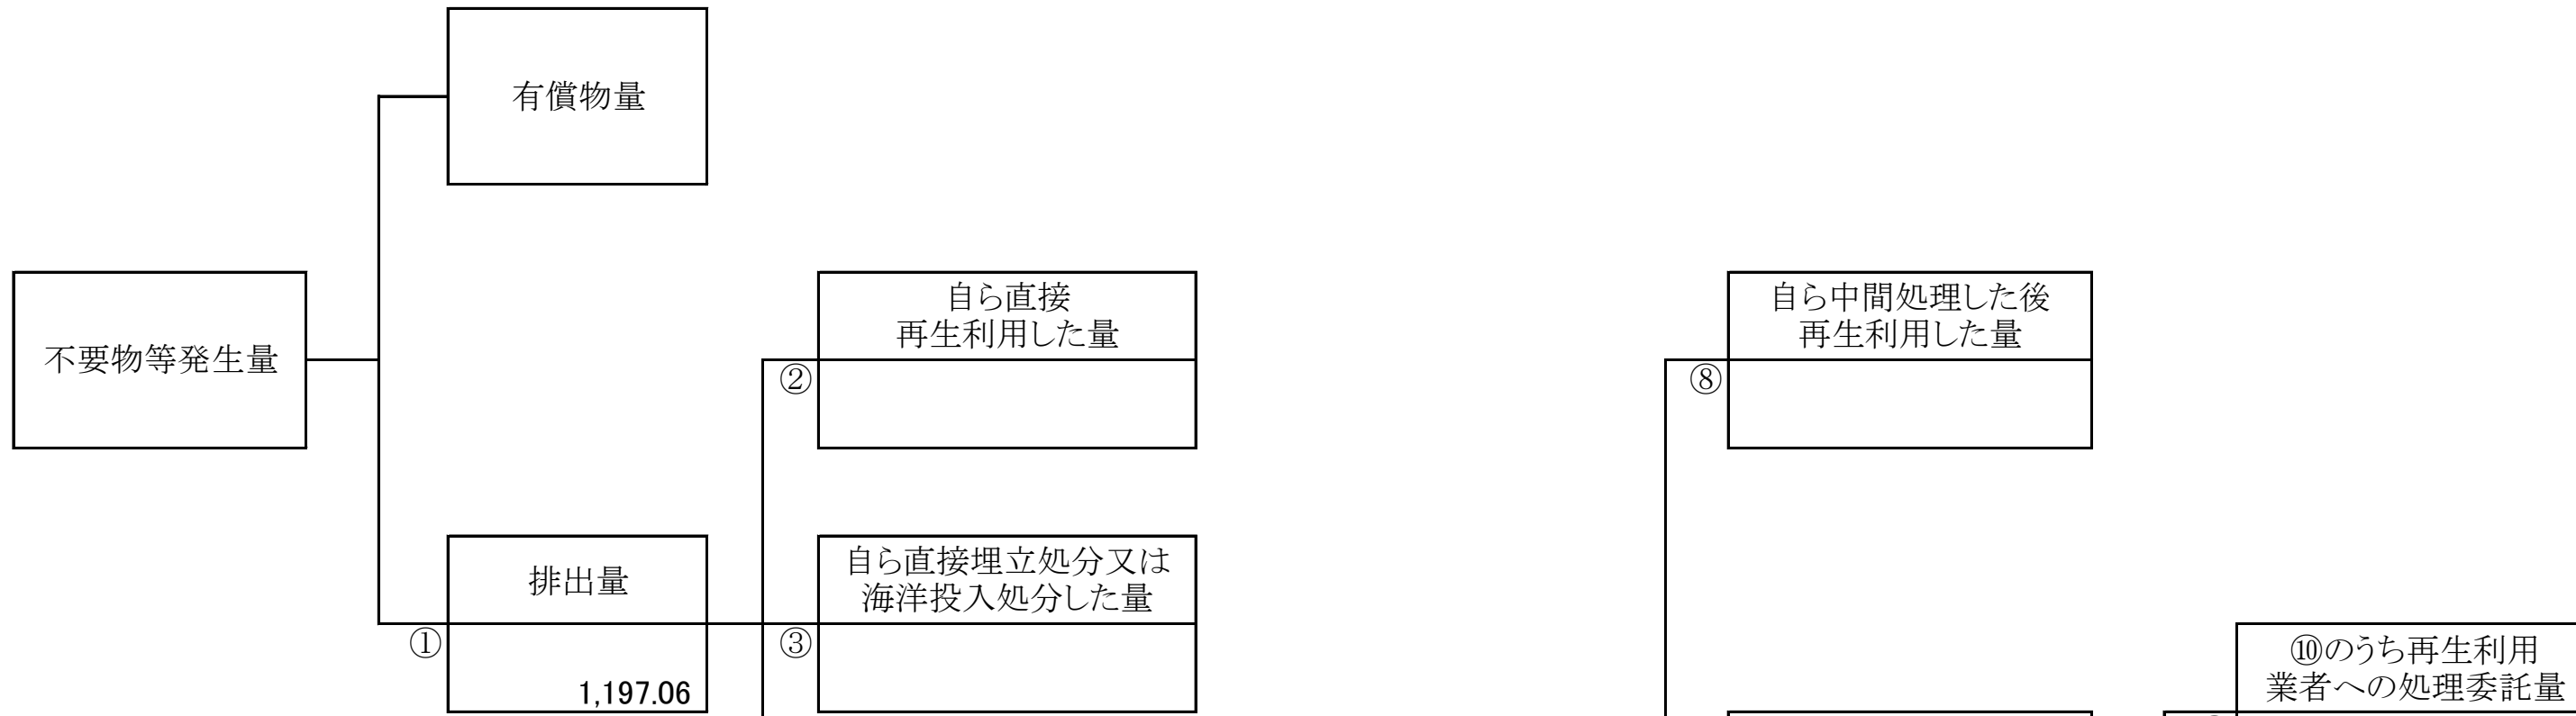 有償物量
不要物等発生量
自ら直接
再生利用した量
②
自ら中間処理した後
再生利用した量
⑧
排出量
①
1,197.06
自ら直接埋立処分又は
海洋投入処分した量
③
⑩のうち再生利用
業者への処理委託量